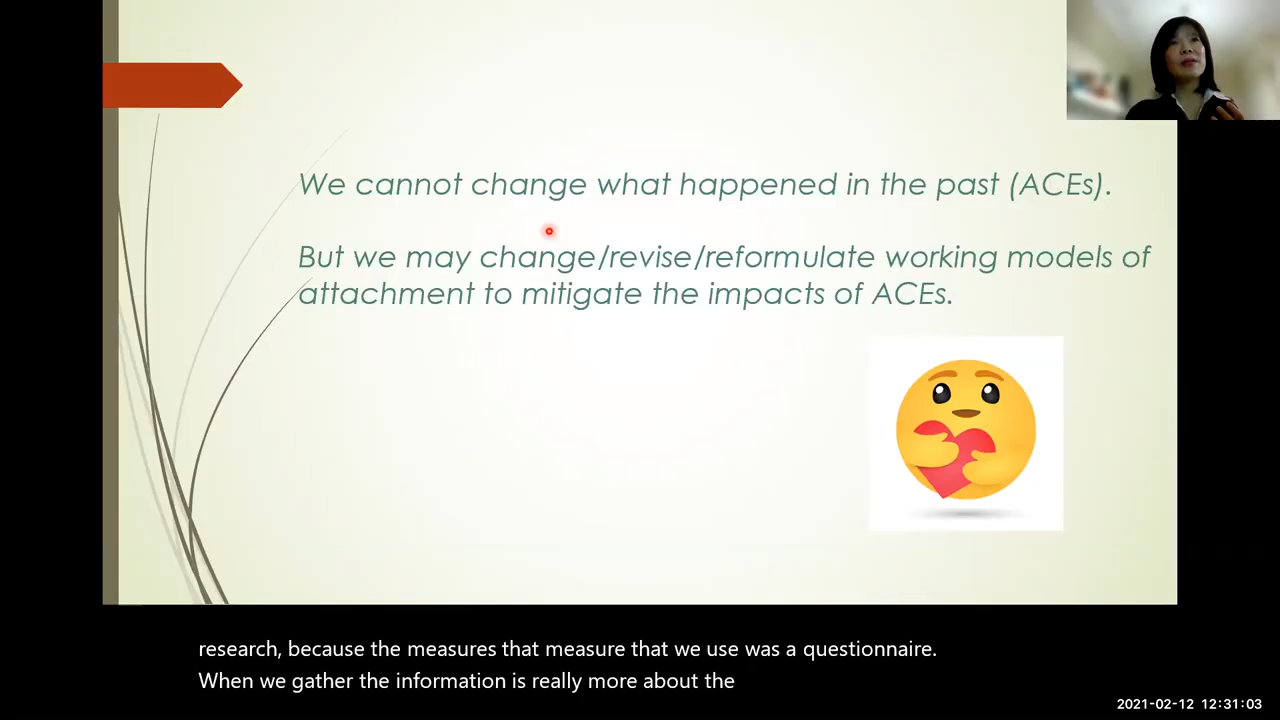 We cannot change what happened in the past (ACEs).
But we may change/revise/reformulate working models of
attachment to mitigate the impacts of ACEs.
research, because the measures that measure that we use was a questionnaire.
When we gather the information is really more about the
2021-02-12 12:31:03